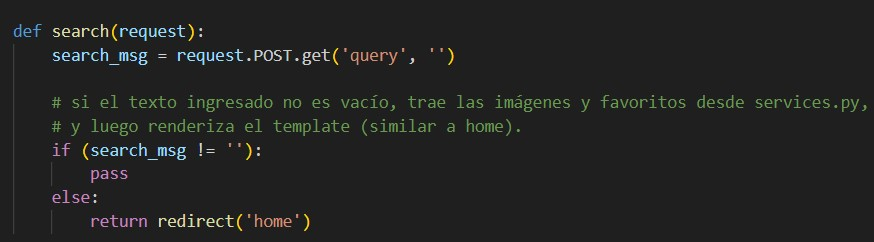 def search(request):
    search_msg = request.POST.get('query', '')

    # si el texto ingresado no es vacío, trae las imágenes y favoritos desde services.py,
    # y luego renderiza el template (similar a home).
    if (search_msg != ''):
        pass
    else:
        return redirect('home')